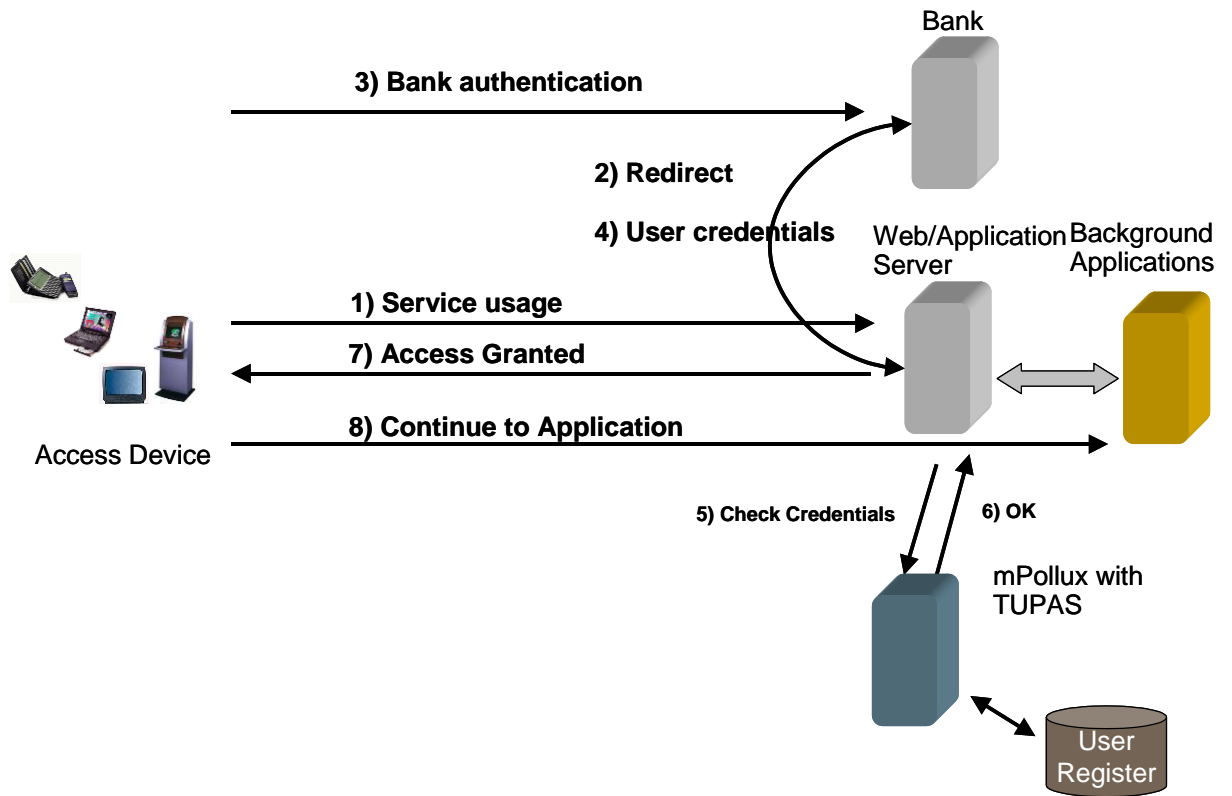 Bank
3) Bank authentication
2) Redirect
4) User credentials
Web/Application
Server
Background
Applications
1) Service usage
7) Access Granted
8) Continue to Application
Access Device
5) Check Credentials
6) OK
mPollux with
TUPAS
User
Register